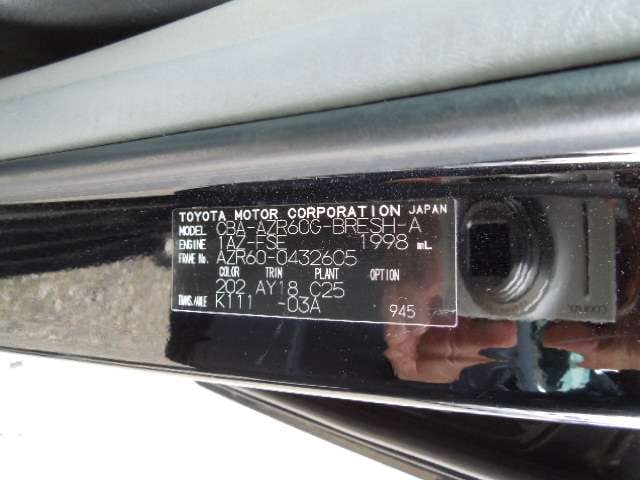 TOYOTA MOTOR CORPORATION JAPAN
MODEL CBA-AZR60G-BRESH-A
ENGINE 1AZ-FSE 1998 mL
FRAME No. AZR60-0432605
COLOR TRIM PLANT OPTION
202 AY18 C25
TRANS./AXLE K111 -03A
945